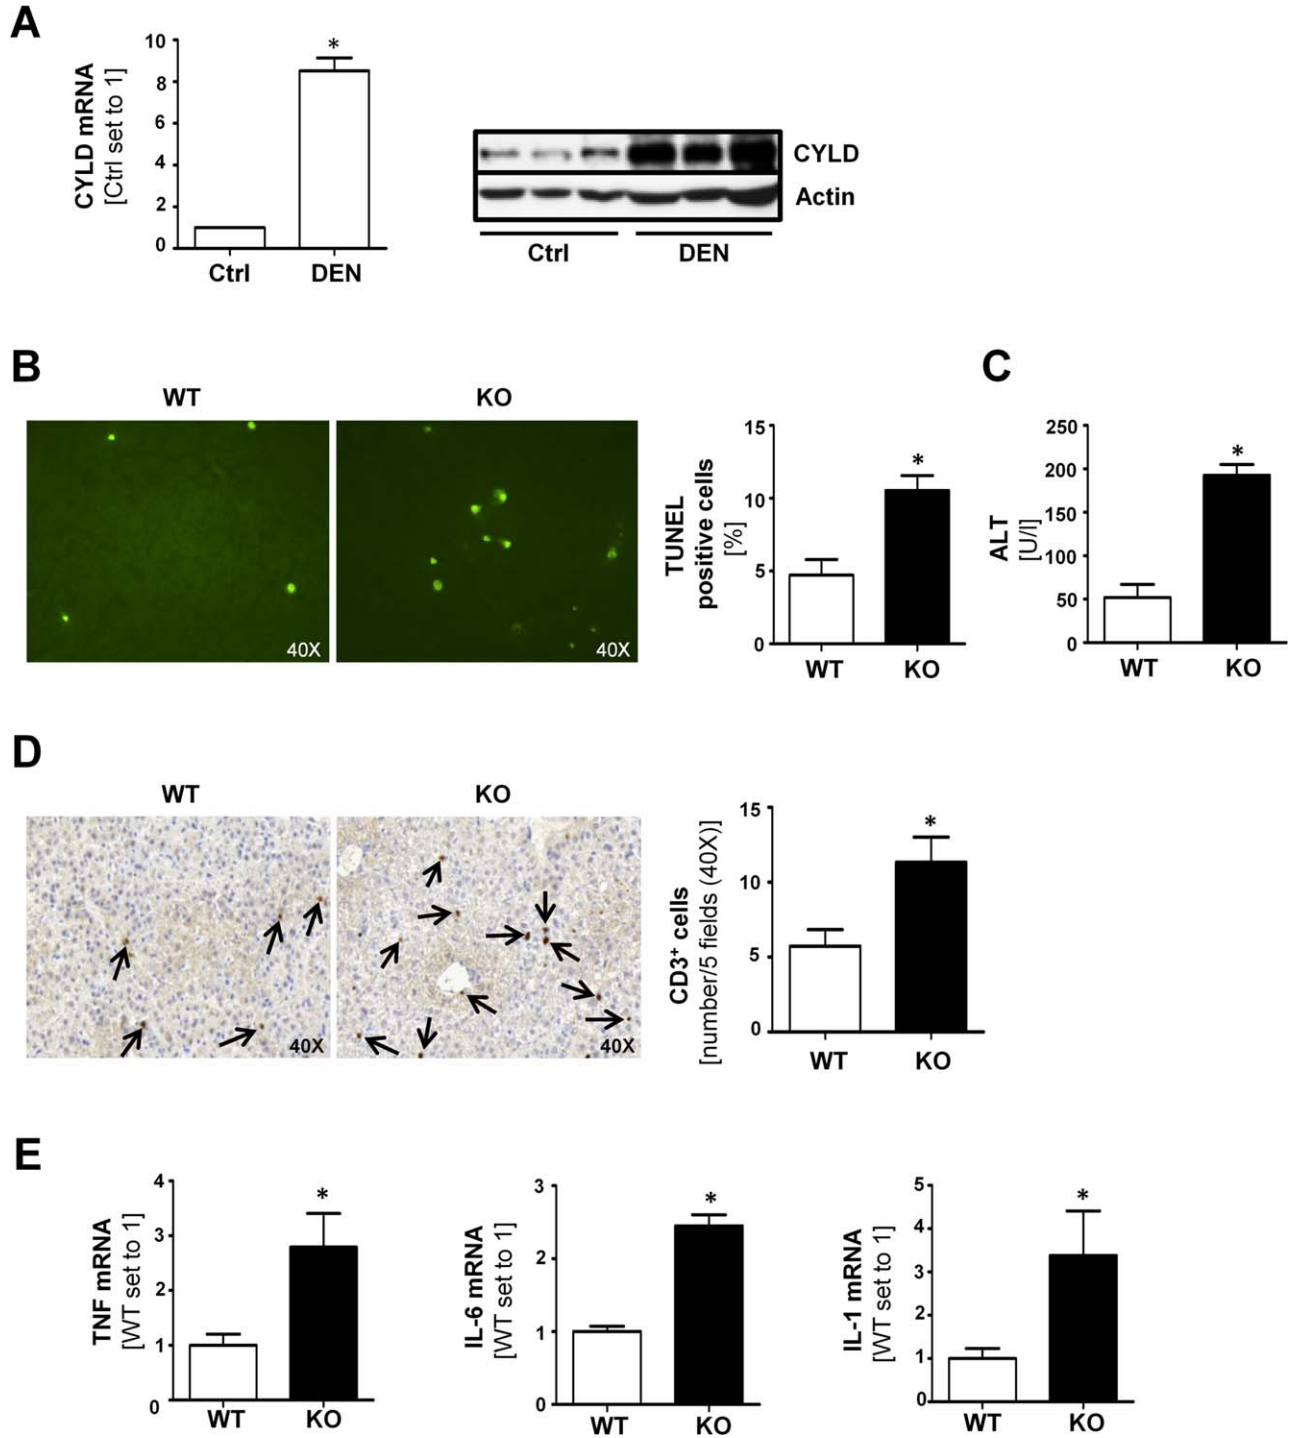 A
10
8
6
4
2
0
CYLD mRNA
[Ctrl set to 1]
*
Ctrl
DEN
CYLD
Actin
Ctrl
DEN
B
WT
KO
40X
40X
TUNEL
positive cells
[%]
15
10
5
0
*
WT
KO
C
ALT
[U/l]
250
200
150
100
50
0
*
WT
KO
D
WT
KO
40X
40X
CD3⁺ cells
[number/5 fields (40X)]
15
10
5
0
*
WT
KO
E
TNF mRNA
[WT set to 1]
4
3
2
1
0
*
WT
KO
IL-6 mRNA
[WT set to 1]
3
2
1
0
*
WT
KO
IL-1 mRNA
[WT set to 1]
5
4
3
2
1
0
*
WT
KO